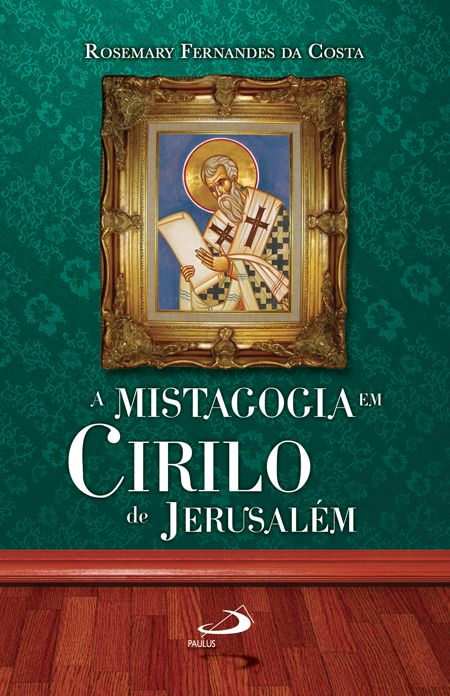 Rosemary Fernandes da Costa
A MISTAGOGIA EM
CIRILO
de JERUSALÉM
PAULUS